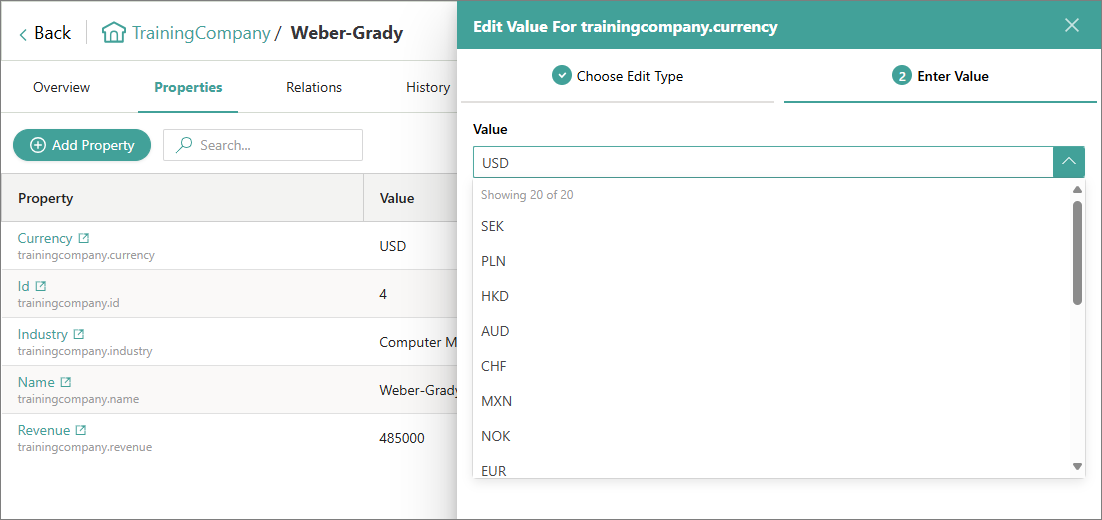 Back
TrainingCompany / Weber-Grady
Overview Properties Relations History
Add Property
Search...
Property Value
Currency
trainingcompany.currency
USD
Id
trainingcompany.id
4
Industry
trainingcompany.industry
Computer M
Name
trainingcompany.name
Weber-Grady
Revenue
trainingcompany.revenue
485000
Edit Value For trainingcompany.currency
Choose Edit Type
2 Enter Value
Value
USD
Showing 20 of 20
SEK
PLN
HKD
AUD
CHF
MXN
NOK
EUR